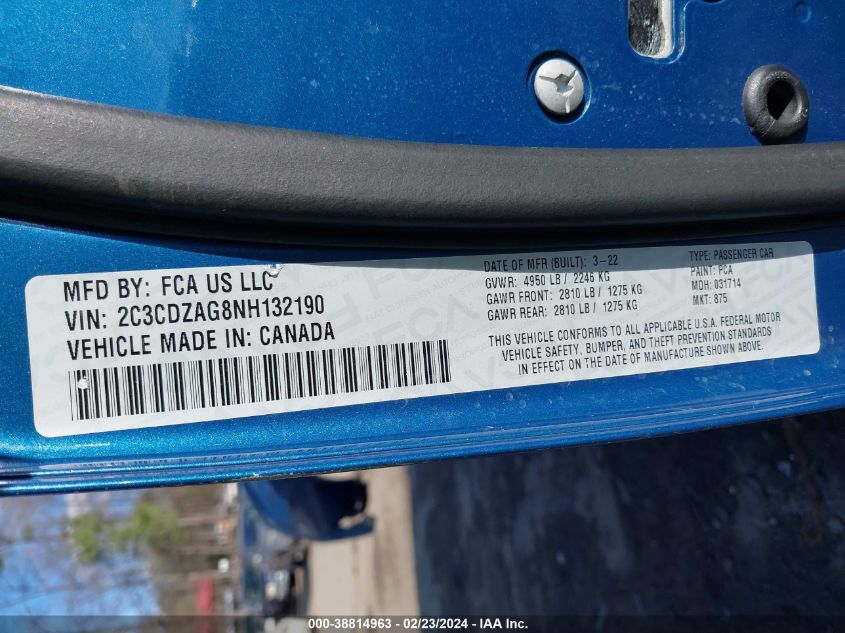 MFD BY: FCA US LLC
VIN: 2C3CDZAG8NH132190
VEHICLE MADE IN: CANADA
DATE OF MFR (BUILT): 3-22
GVWR: 4950 LB / 2246 KG
GAWR FRONT: 2810 LB / 1275 KG
GAWR REAR: 2810 LB / 1275 KG
TYPE: PASSENGER CAR
PAINT: PCA
MDH: 031714
MKT: 875
THIS VEHICLE CONFORMS TO ALL APPLICABLE U.S.A. FEDERAL MOTOR
VEHICLE SAFETY, BUMPER, AND THEFT PREVENTION STANDARDS
IN EFFECT ON THE DATE OF MANUFACTURE SHOWN ABOVE.
000-38814963 - 02/23/2024 - IAA Inc.